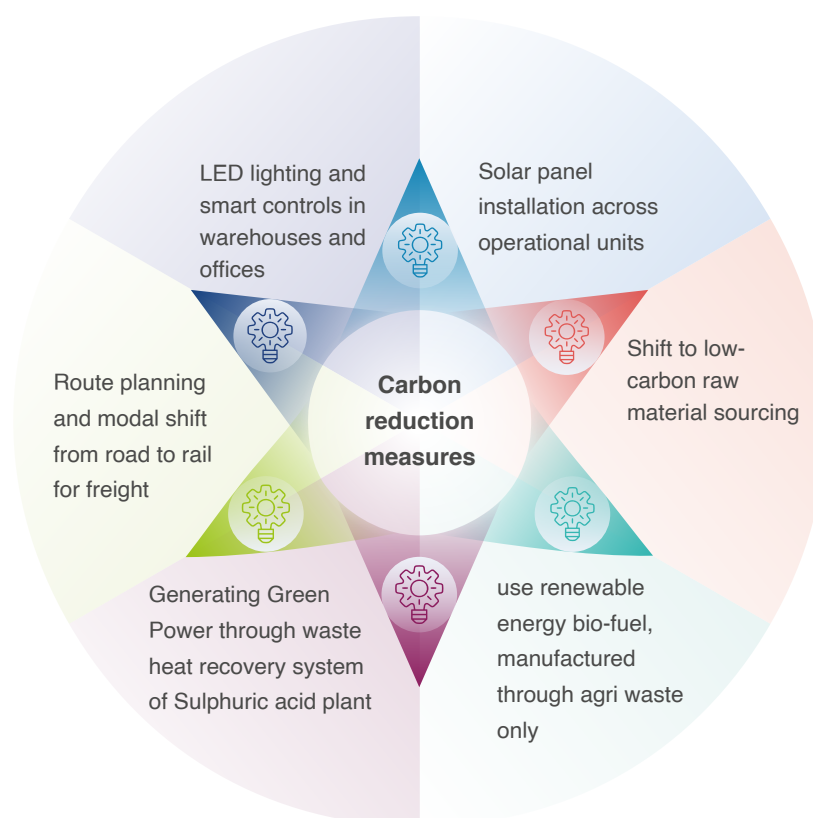 LED lighting and
smart controls in
warehouses and
offices
Solar panel
installation across
operational units
Shift to low-
carbon raw
material sourcing
use renewable
energy bio-fuel,
manufactured
through agri waste
only
Generating Green
Power through waste
heat recovery system
of Sulphuric acid plant
Route planning
and modal shift
from road to rail
for freight
Carbon
reduction
measures